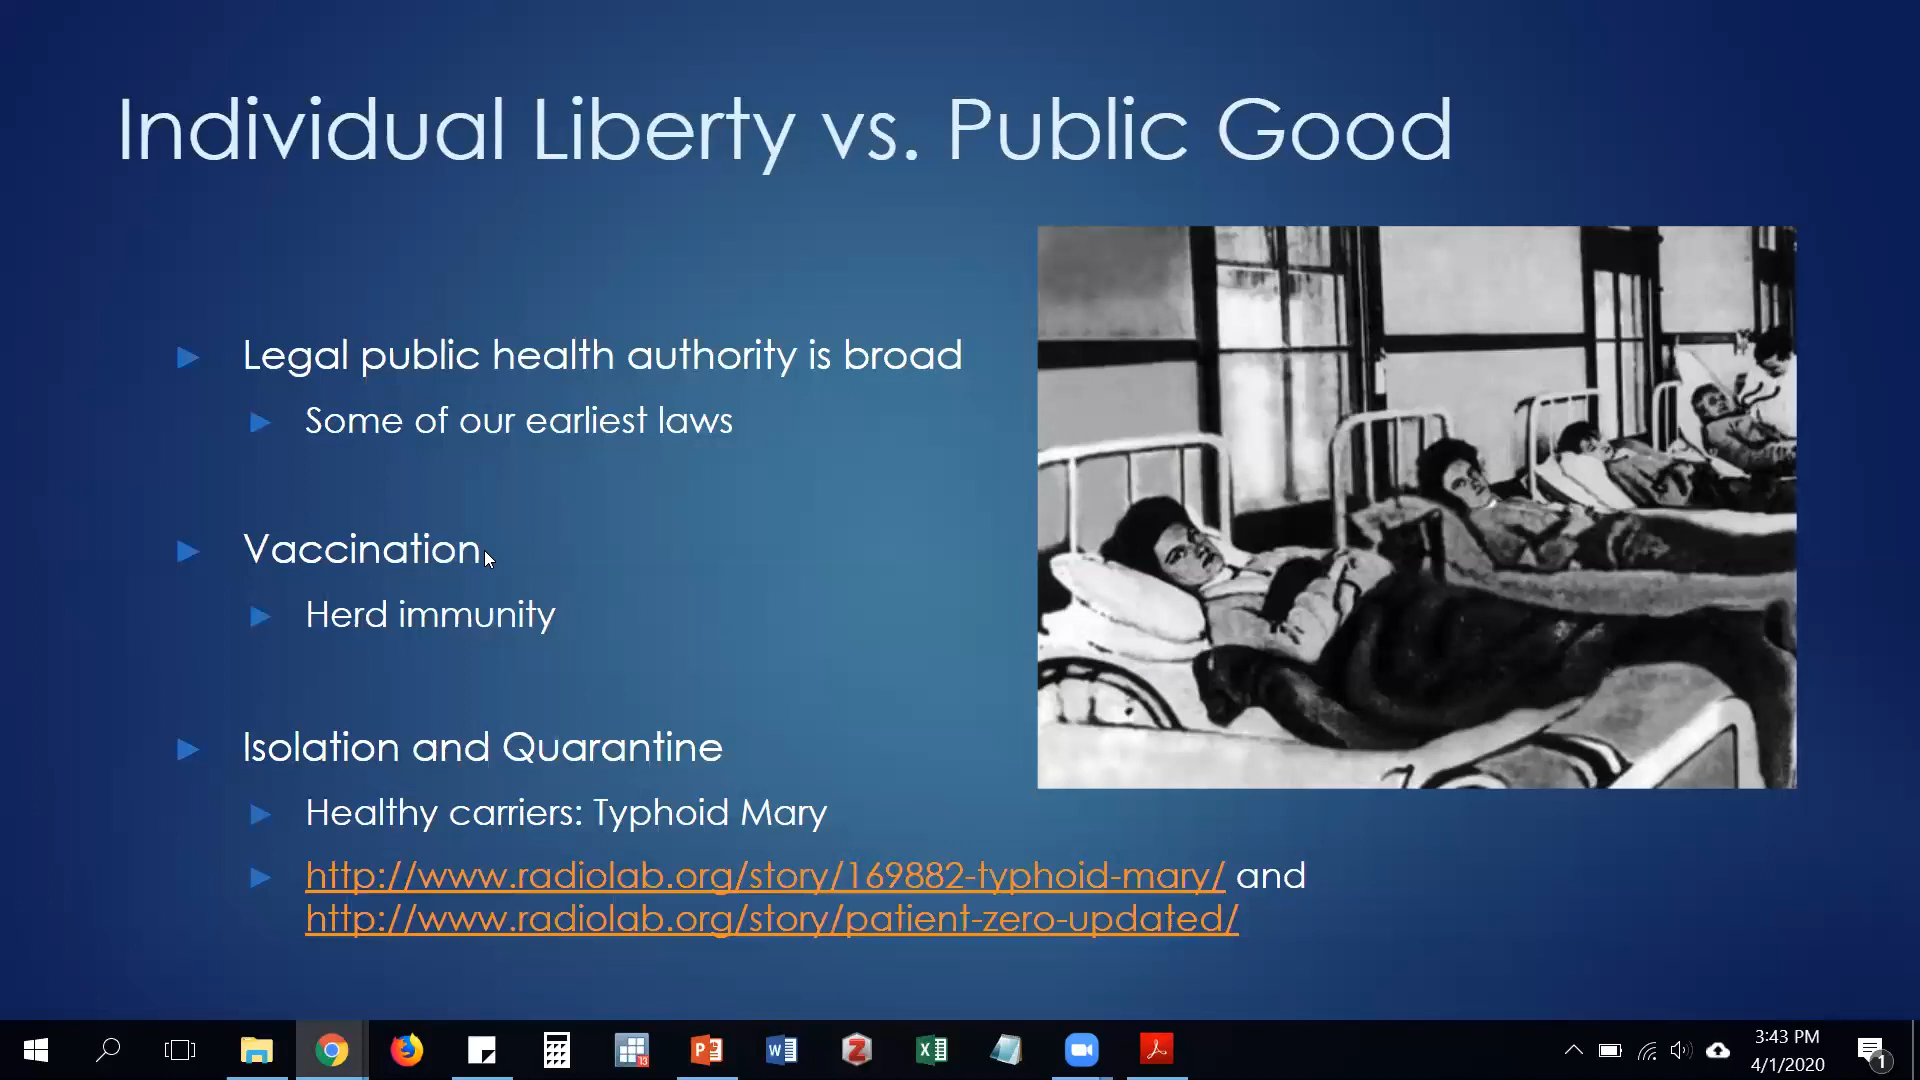 Individual Liberty vs. Public Good
Legal public health authority is broad
Some of our earliest laws
Vaccination
Herd immunity
Isolation and Quarantine
Healthy carriers: Typhoid Mary
http://www.radiolab.org/story/169882-typhoid-mary/ and
http://www.radiolab.org/story/patient-zero-updated/
13
P
W
Z
X
3:43 PM
4/1/2020
1